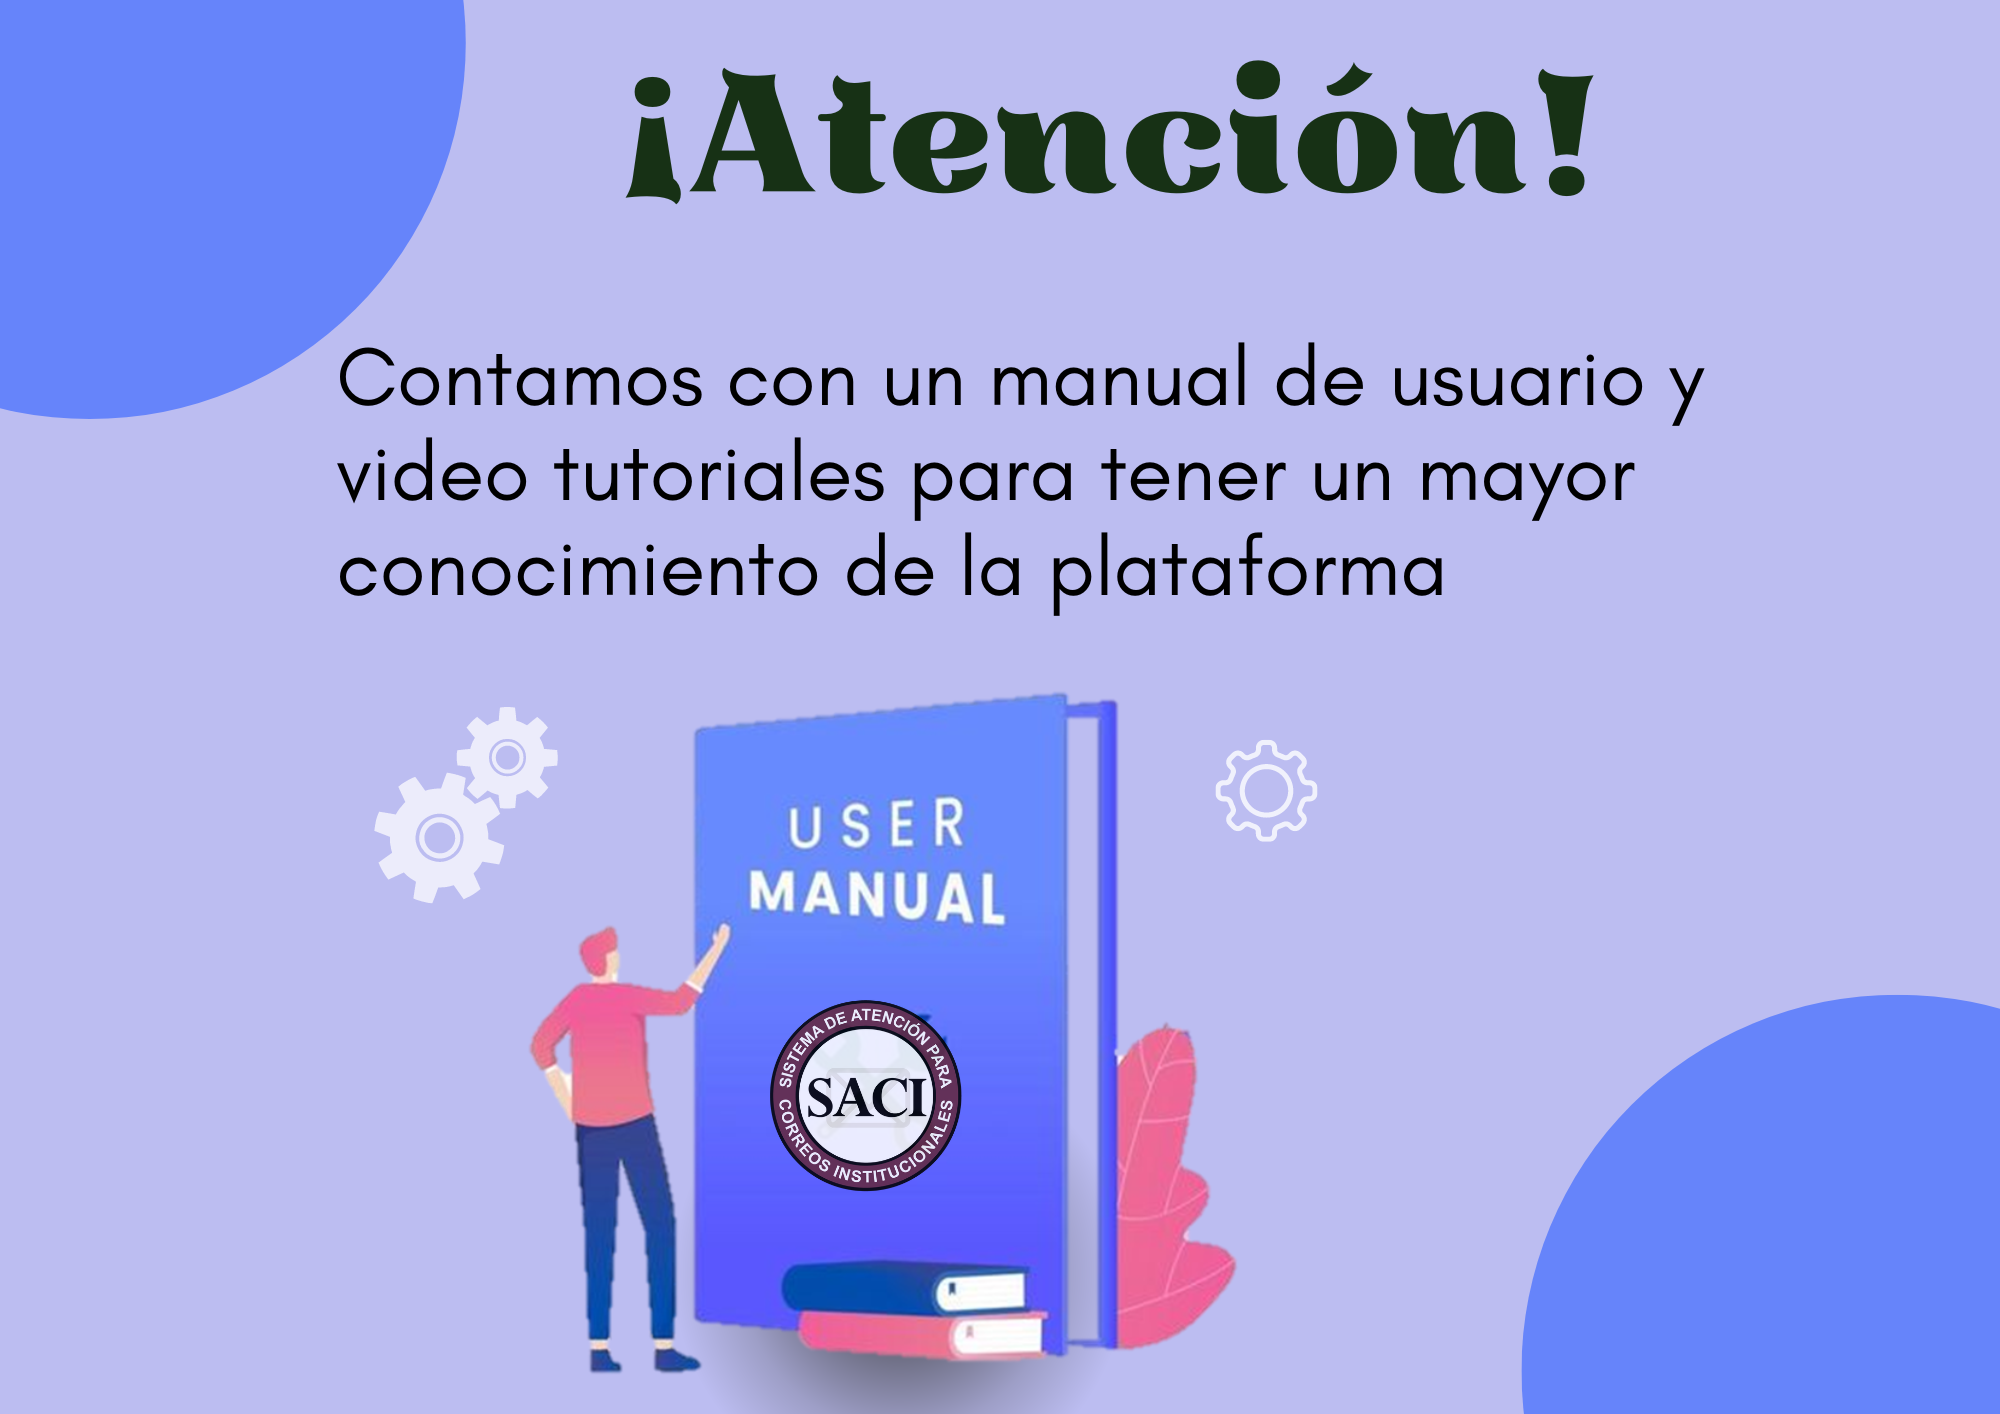 ¡Atención!
Contamos con un manual de usuario y
video tutoriales para tener un mayor
conocimiento de la plataforma
USER
MANUAL
SISTEMA DE ATENCIÓN PARA
SACI
CORREOS INSTITUCIONALES